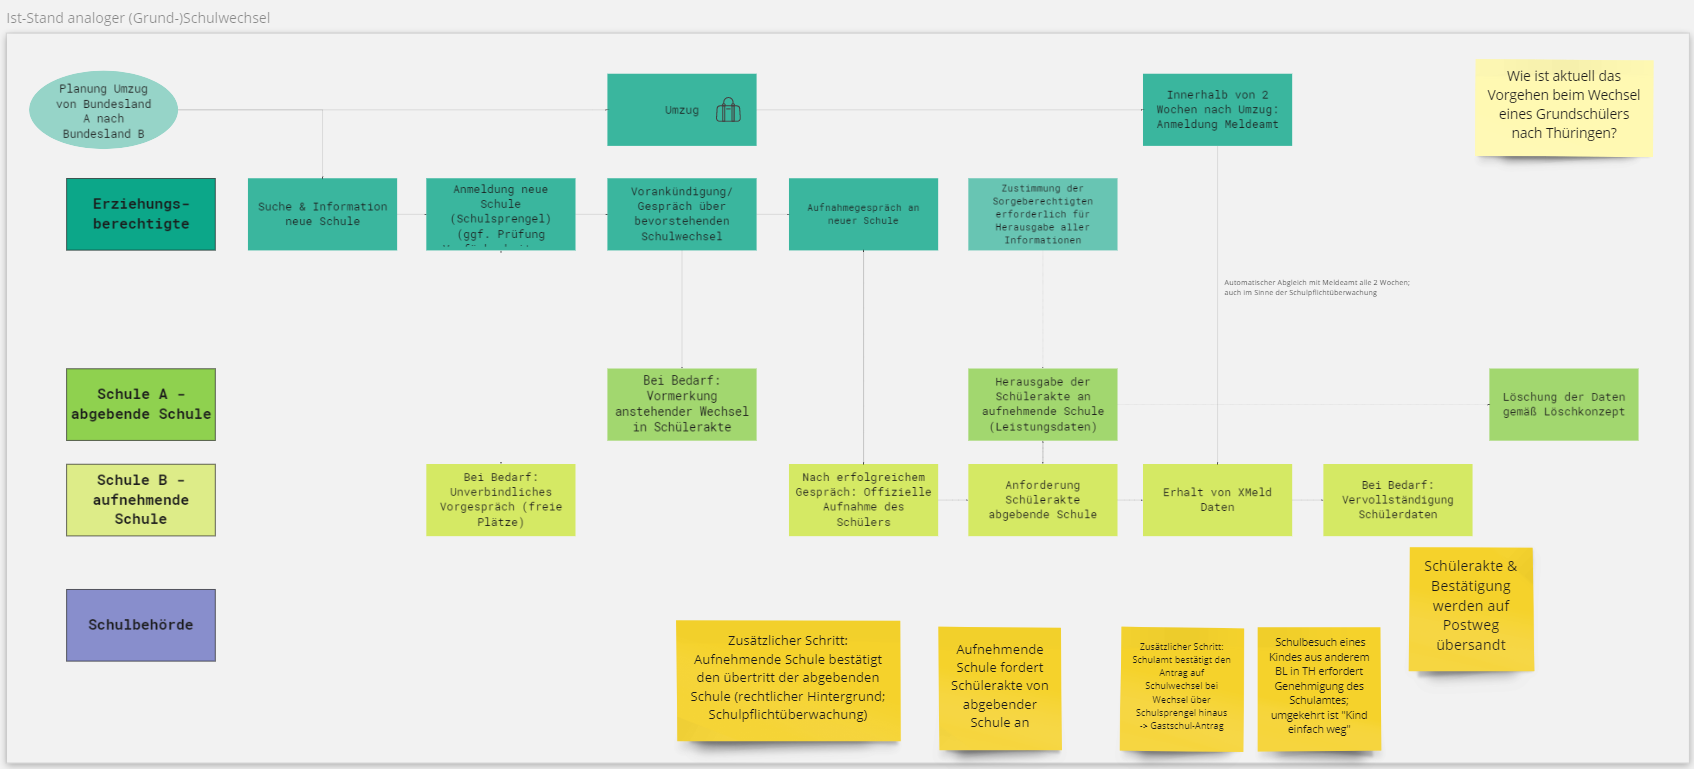 Ist-Stand analoger (Grund-)Schulwechsel
Planung Umzug
von Bundesland
A nach
Bundesland B
Umzug
Innerhalb von 2
Wochen nach Umzug:
Anmeldung Meldeamt
Wie ist aktuell das
Vorgehen beim Wechsel
eines Grundschülers
nach Thüringen?
Erziehungs-
berechtigte
Suche & Information
neue Schule
Anmeldung neue
Schule
(Schulsprengel)
(ggf. Prüfung
Vorankündigung/
Gespräch über
bevorstehenden
Schulwechsel
Aufnahmegespräch an
neuer Schule
Zustimmung der
Sorgeberechtigten
erforderlich für
Herausgabe aller
Informationen
Automatischer Abgleich mit Meldeamt alle 2 Wochen;
auch im Sinne der Schulpflichtüberwachung
Schule A -
abgebende Schule
Bei Bedarf:
Vormerkung
anstehender Wechsel
in Schülerakte
Herausgabe der
Schülerakte an
aufnehmende Schule
(Leistungsdaten)
Löschung der Daten
gemäß Löschkonzept
Schule B -
aufnehmende
Schule
Bei Bedarf:
Unverbindliches
Vorgespräch (freie
Plätze)
Nach erfolgreichem
Gespräch: Offizielle
Aufnahme des
Schülers
Anforderung
Schülerakte
abgebende Schule
Erhalt von XMeld
Daten
Bei Bedarf:
Vervollständigung
Schülerdaten
Schulbehörde
Zusätzlicher Schritt:
Aufnehmende Schule bestätigt
den übertritt der abgebenden
Schule (rechtlicher Hintergrund;
Schulpflichtüberwachung)
Aufnehmende
Schule fordert
Schülerakte von
abgebender
Schule an
Zusätzlicher Schritt:
Schulamt bestätigt den
Antrag auf
Schulwechsel bei
Wechsel über
Schulsprengel hinaus
-> Gastschul-Antrag
Schulbesuch eines
Kindes aus anderem
BL in TH erfordert
Genehmigung des
Schulamtes;
umgekehrt ist "Kind
einfach weg"
Schülerakte &
Bestätigung
werden auf
Postweg
übersandt